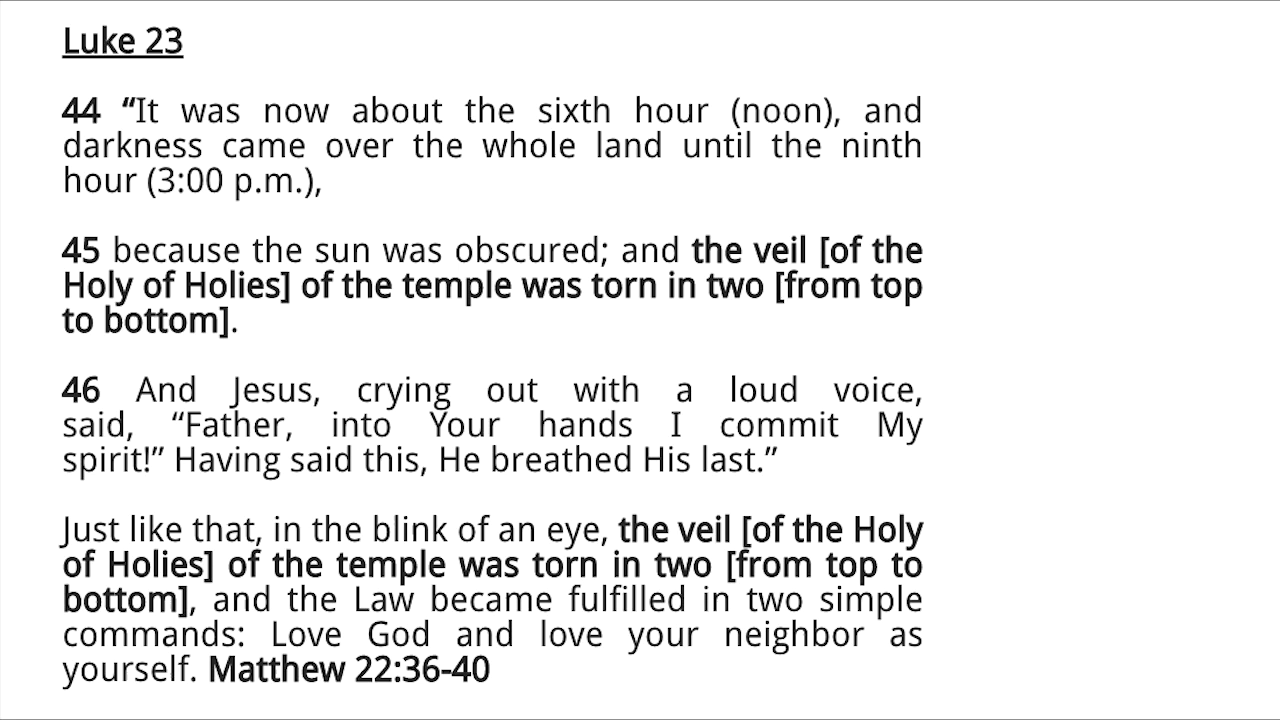 Luke 23
44 “It was now about the sixth hour (noon), and
darkness came over the whole land until the ninth
hour (3:00 p.m.),
45 because the sun was obscured; and the veil [of the
Holy of Holies] of the temple was torn in two [from top
to bottom].
46 And Jesus, crying out with a loud voice,
said, “Father, into Your hands I commit My
spirit!” Having said this, He breathed His last.”
Just like that, in the blink of an eye, the veil [of the Holy
of Holies] of the temple was torn in two [from top to
bottom], and the Law became fulfilled in two simple
commands: Love God and love your neighbor as
yourself. Matthew 22:36-40